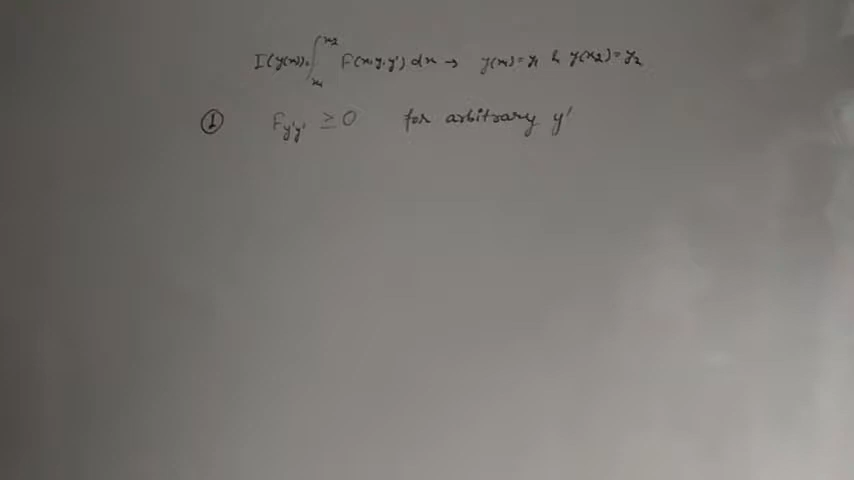 I(y(x)) = ∫_{x₁}^{x₂} F(x,y,y') dx → y(x₁) = y₁ & y(x₂) = y₂
① F_{y'y'} ≥ 0 for arbitrary y'